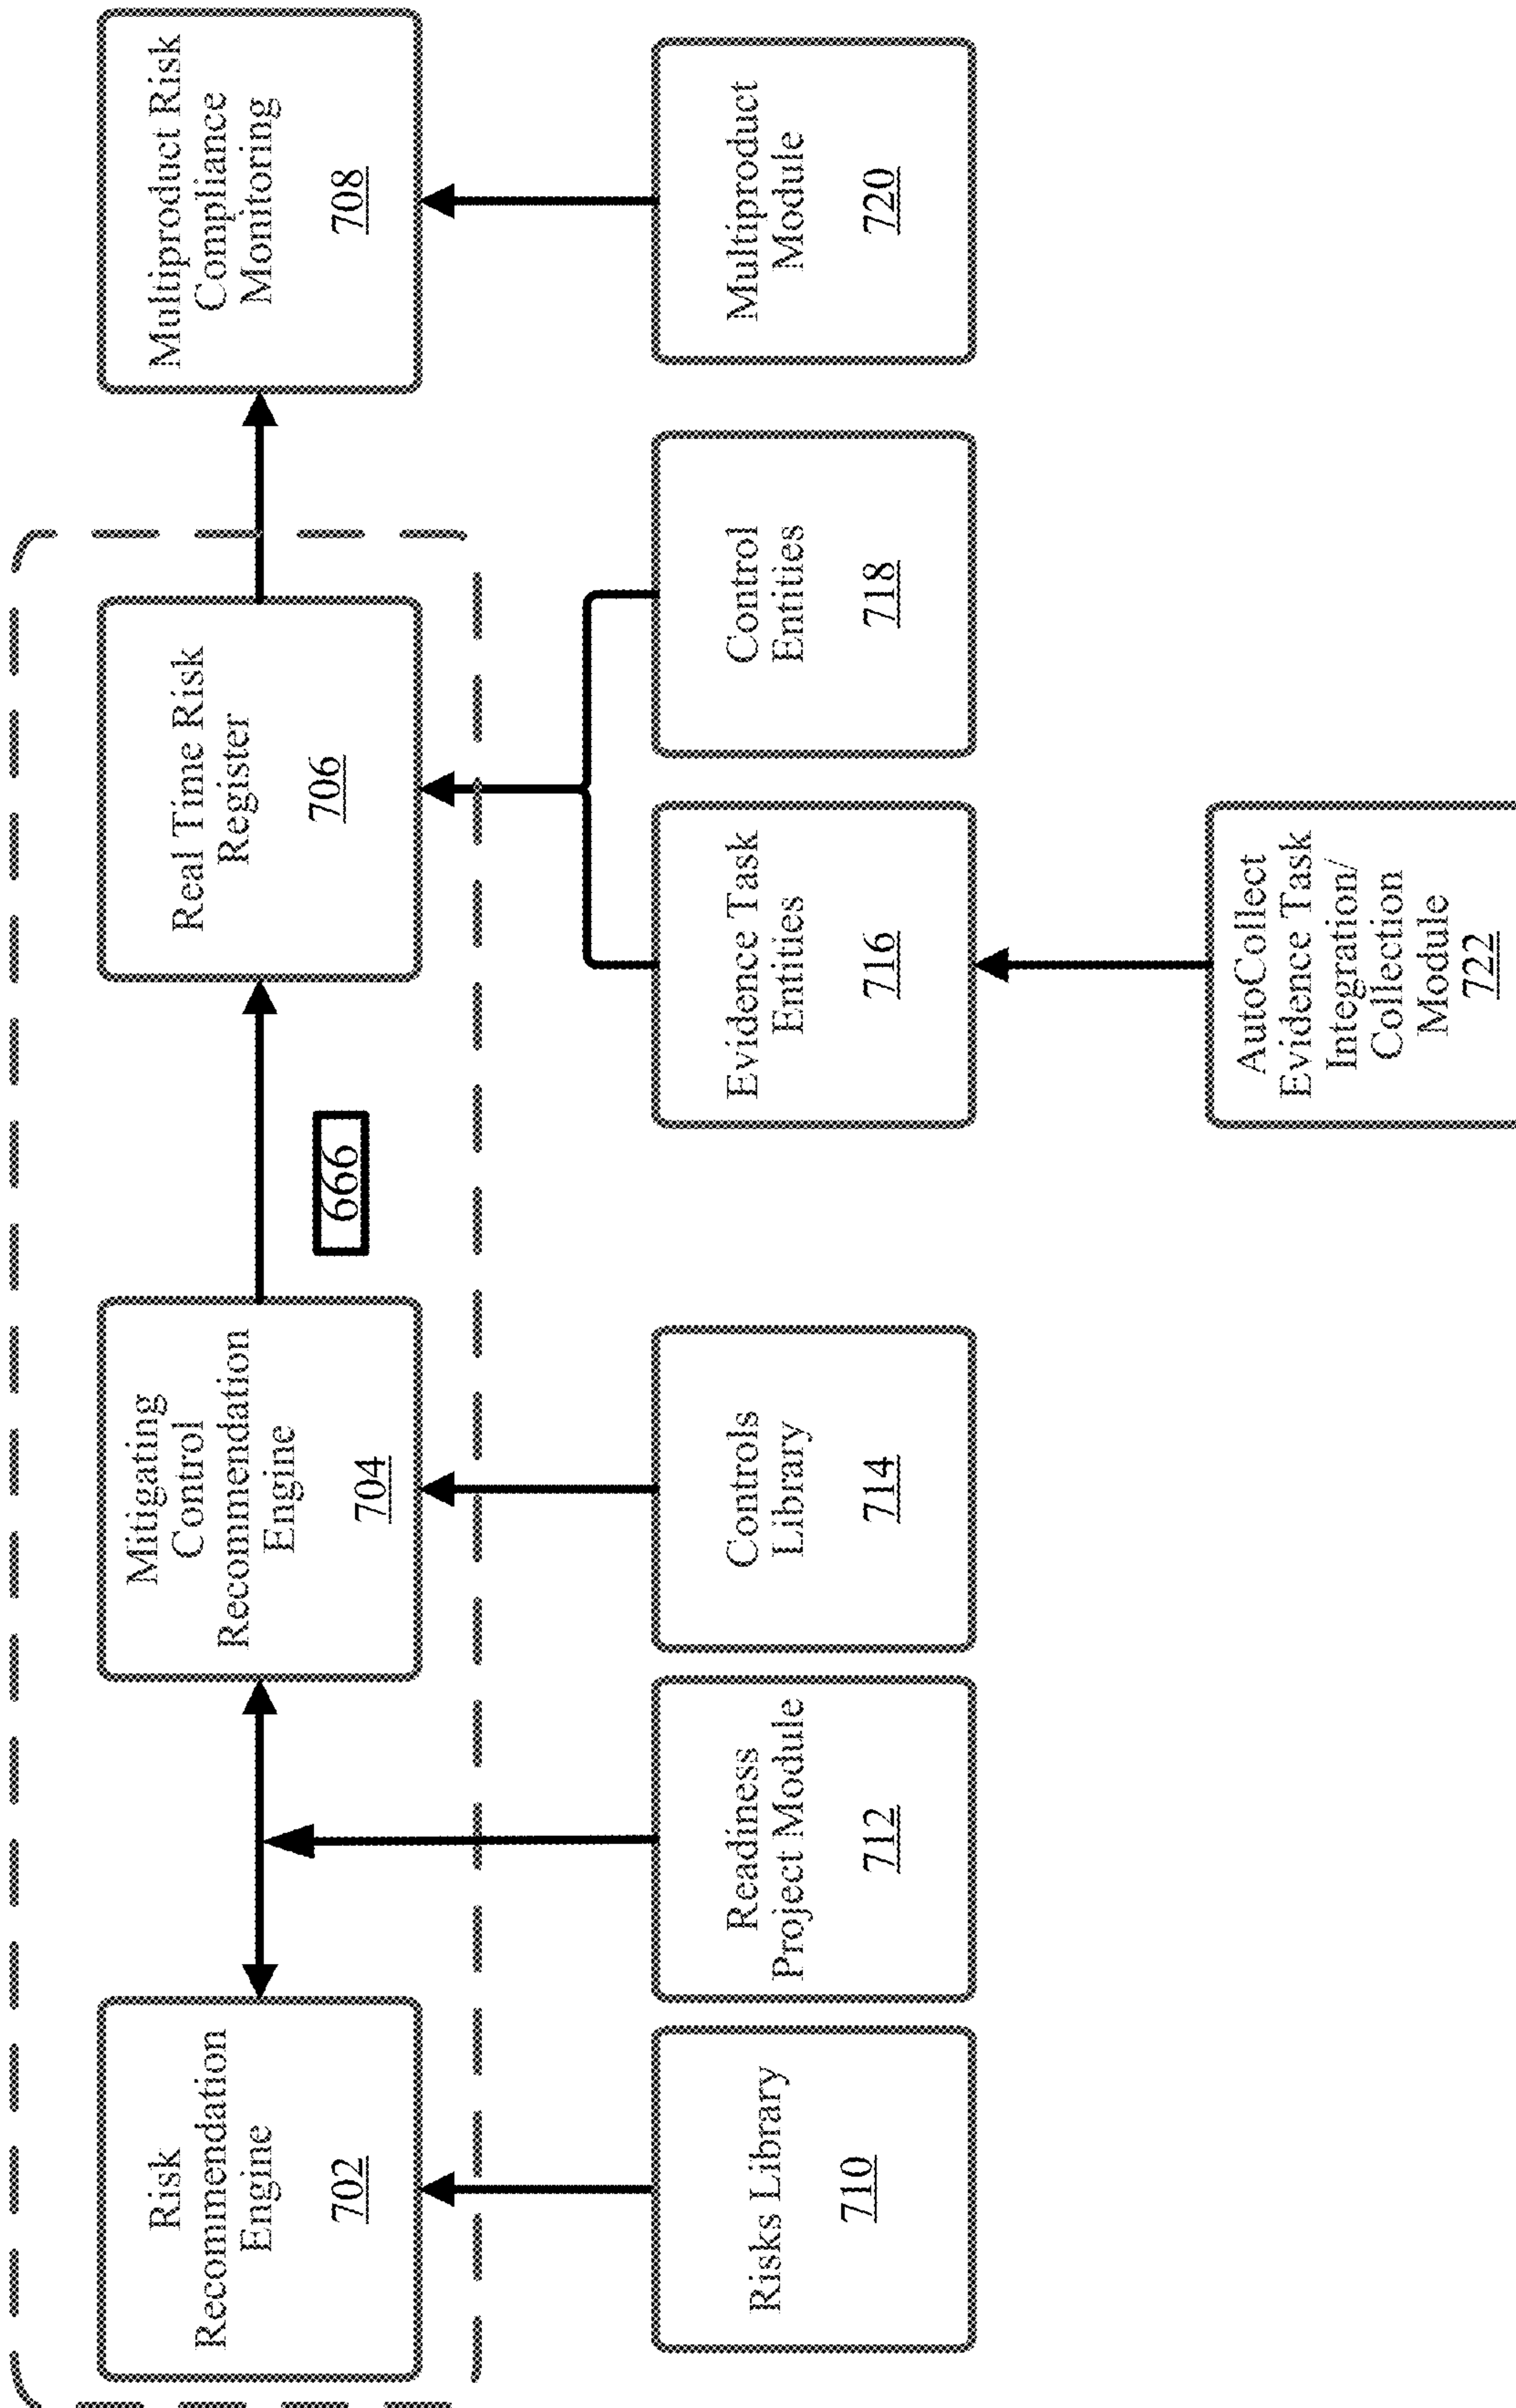 Risk
Recommendation
Engine
702
Mitigating
Control
Recommendation
Engine
704
666
Real Time Risk
Register
706
Multiproduct Risk
Compliance
Monitoring
708
Risks Library
710
Readiness
Project Module
712
Controls
Library
714
Evidence Task
Entities
716
Control
Entities
718
Multiproduct
Module
720
AutoCollect
Evidence Task
Integration/
Collection
Module
722